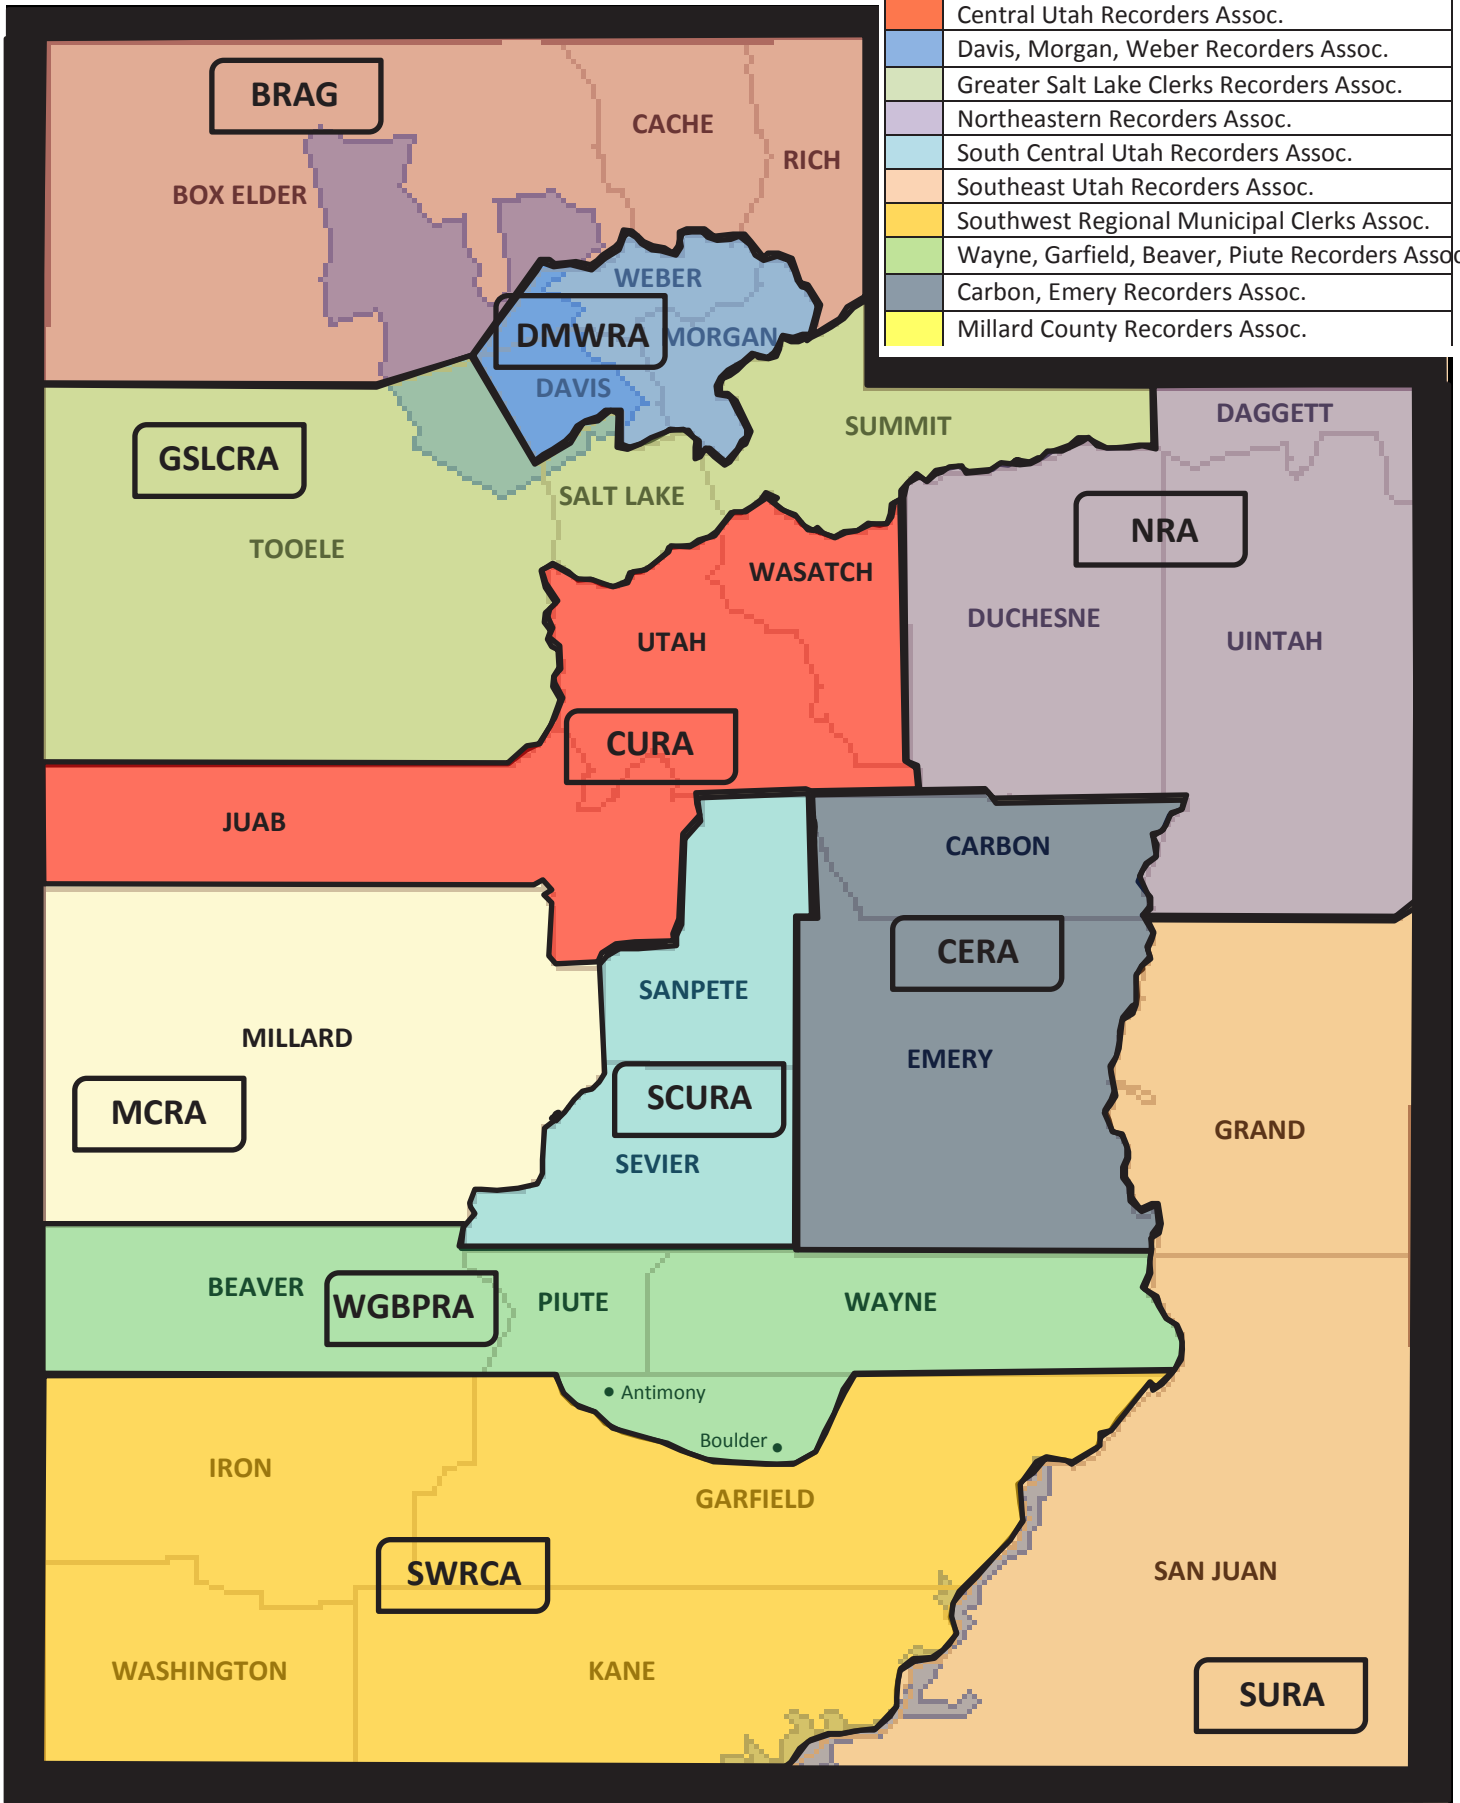 Central Utah Recorders Assoc.
Davis, Morgan, Weber Recorders Assoc.
Greater Salt Lake Clerks Recorders Assoc.
Northeastern Recorders Assoc.
South Central Utah Recorders Assoc.
Southeast Utah Recorders Assoc.
Southwest Regional Municipal Clerks Assoc.
Wayne, Garfield, Beaver, Piute Recorders Assoc
Carbon, Emery Recorders Assoc.
Millard County Recorders Assoc.
BRAG
CACHE
RICH
BOX ELDER
WEBER
DMWRA
MORGAN
DAVIS
SUMMIT
DAGGETT
GSLCRA
SALT LAKE
NRA
TOOELE
WASATCH
DUCHESNE
UTAH
UINTAH
CURA
JUAB
CARBON
CERA
SANPETE
MILLARD
EMERY
MCRA
SCURA
GRAND
SEVIER
BEAVER
WGBPRA
PIUTE
WAYNE
Antimony
Boulder
IRON
GARFIELD
SWRCA
SAN JUAN
WASHINGTON
KANE
SURA